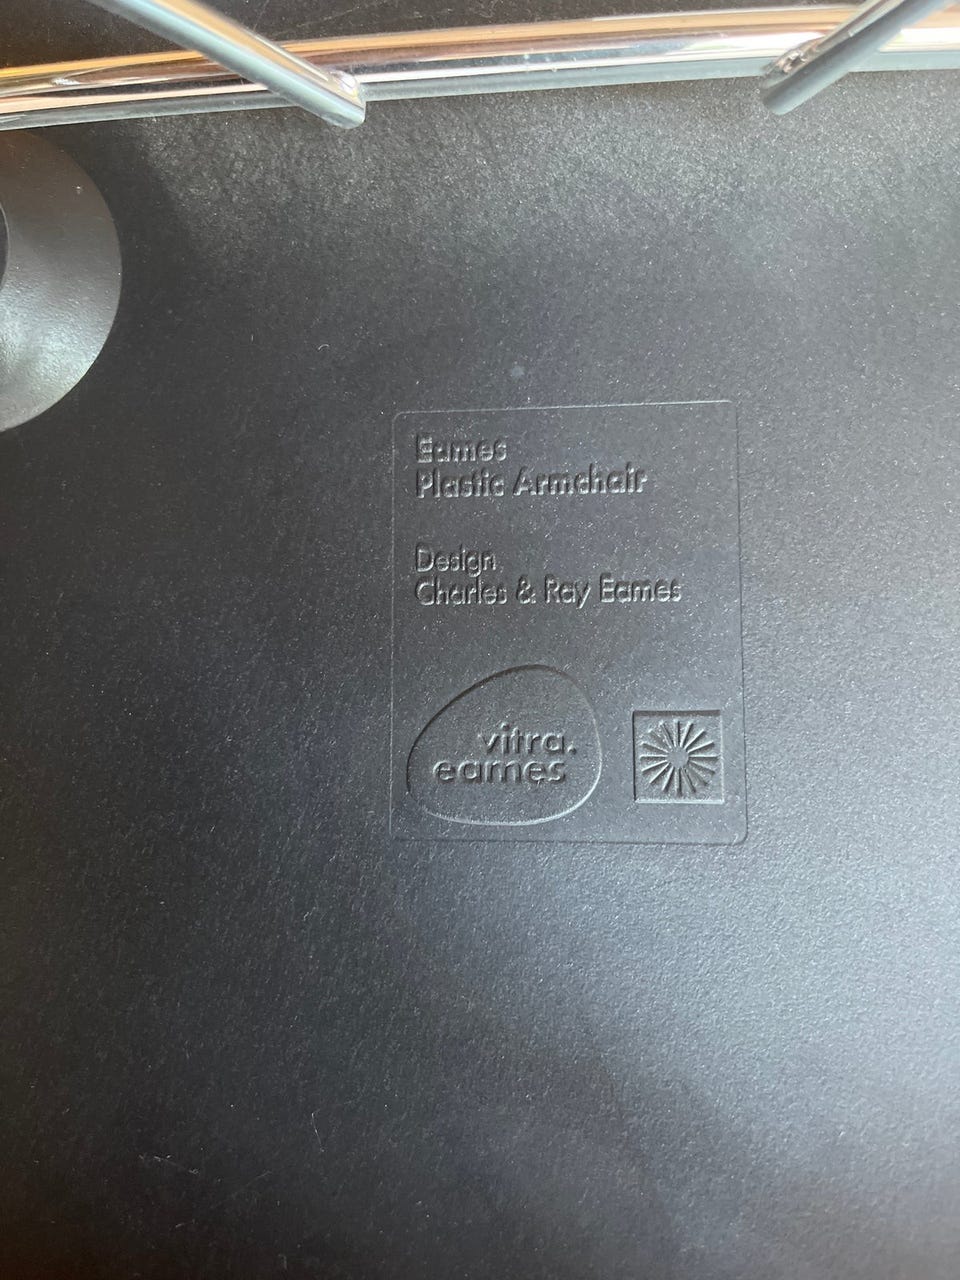 Eames
Plastic Armchair
Design
Charles & Ray Eames
vitra.
eames